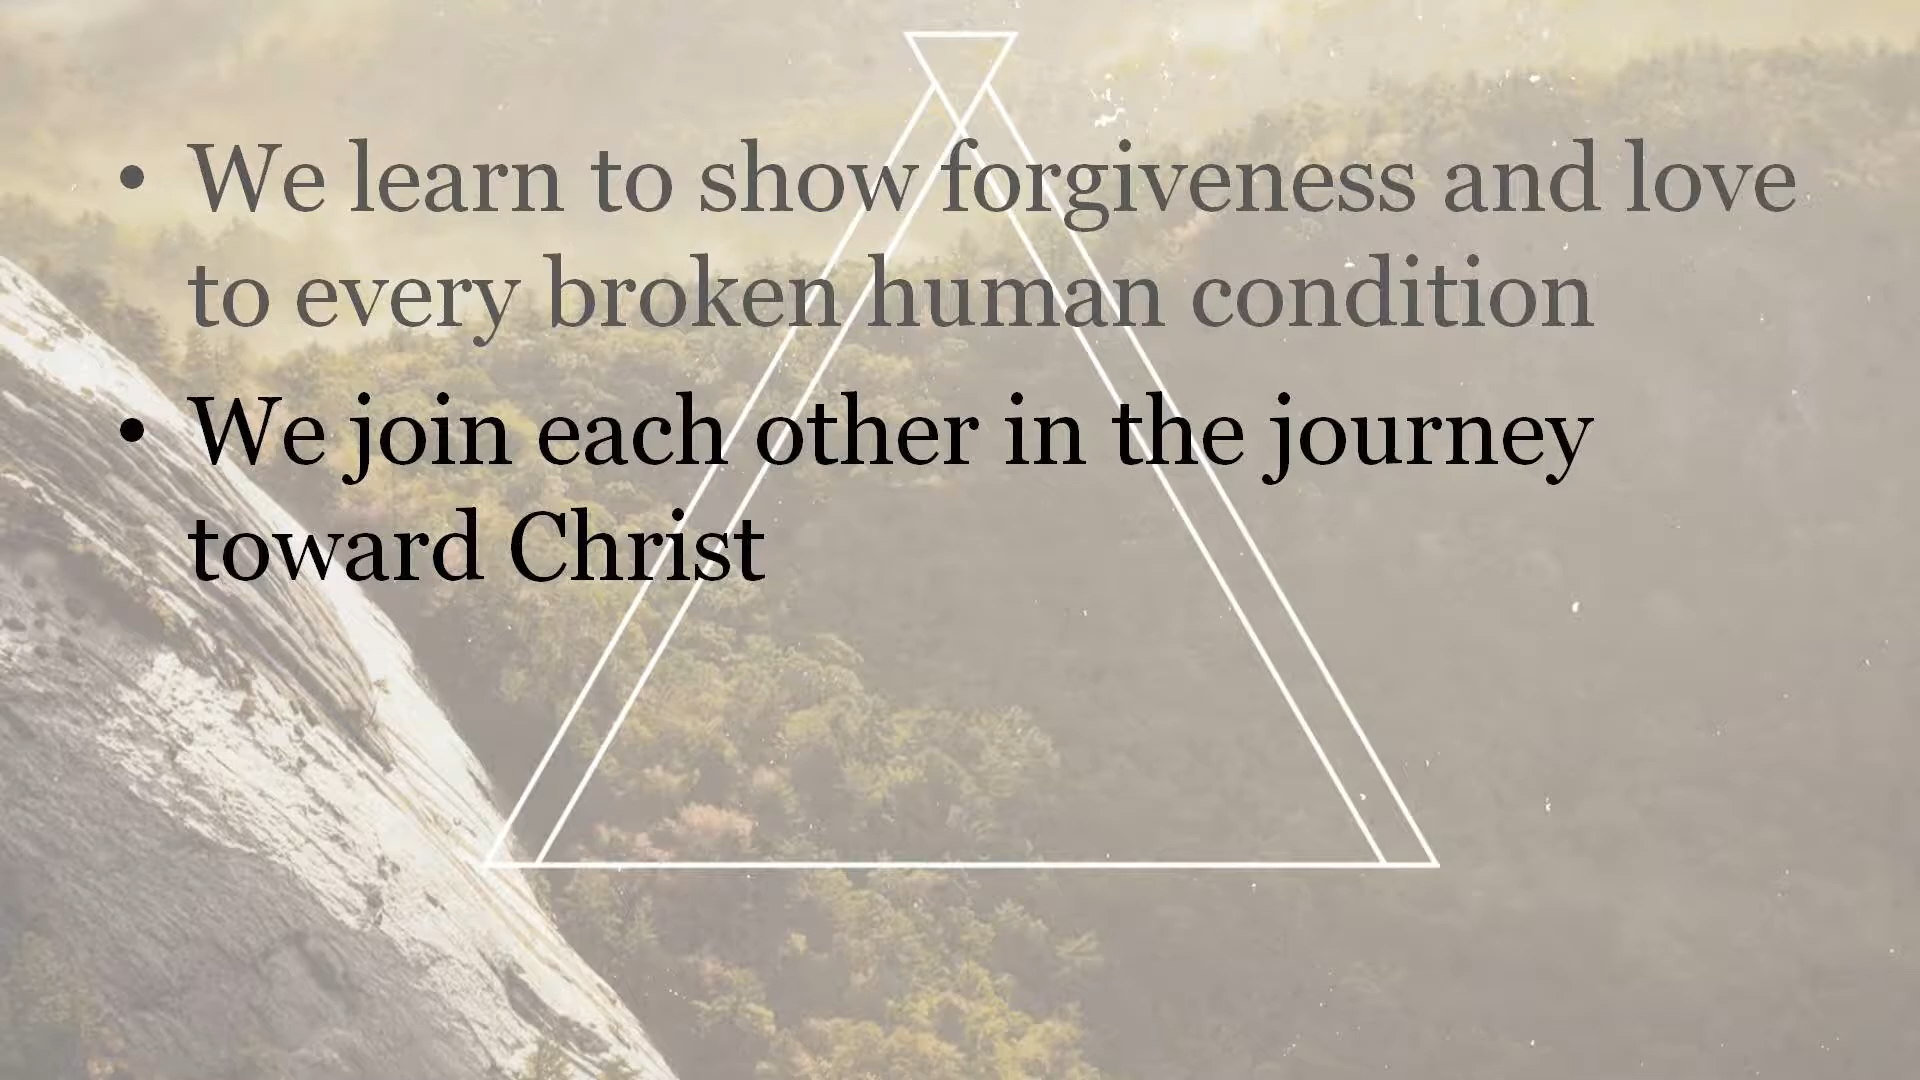 • We learn to show forgiveness and love
to every broken human condition
• We join each other in the journey
toward Christ